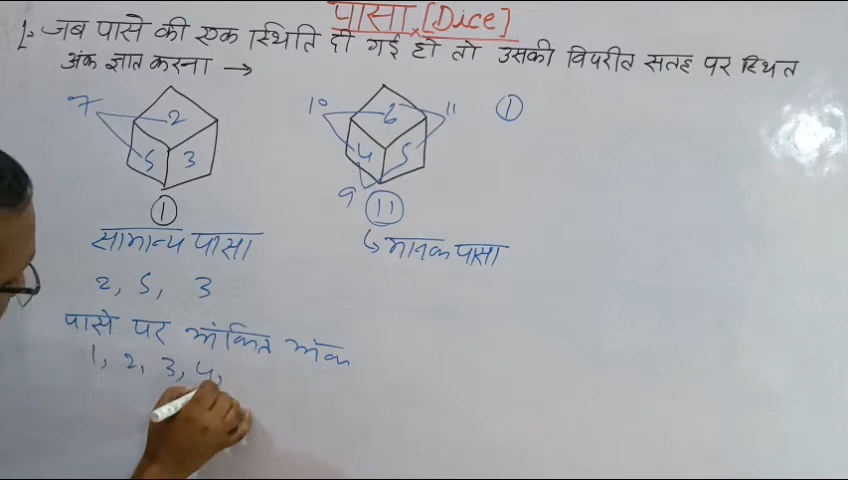 पासा [Dice]
1:- जब पासे की एक स्थिति दी गई हो तो उसकी विपरीत सतह पर स्थित
अंक ज्ञात करना →
7 2 5 3
10 6 11 4 5 9
①
① (11)
सामान्य पासा
↳ मानक पासा
2, 5, 3
पासे पर अंकित अंक
1, 2, 3, 4,